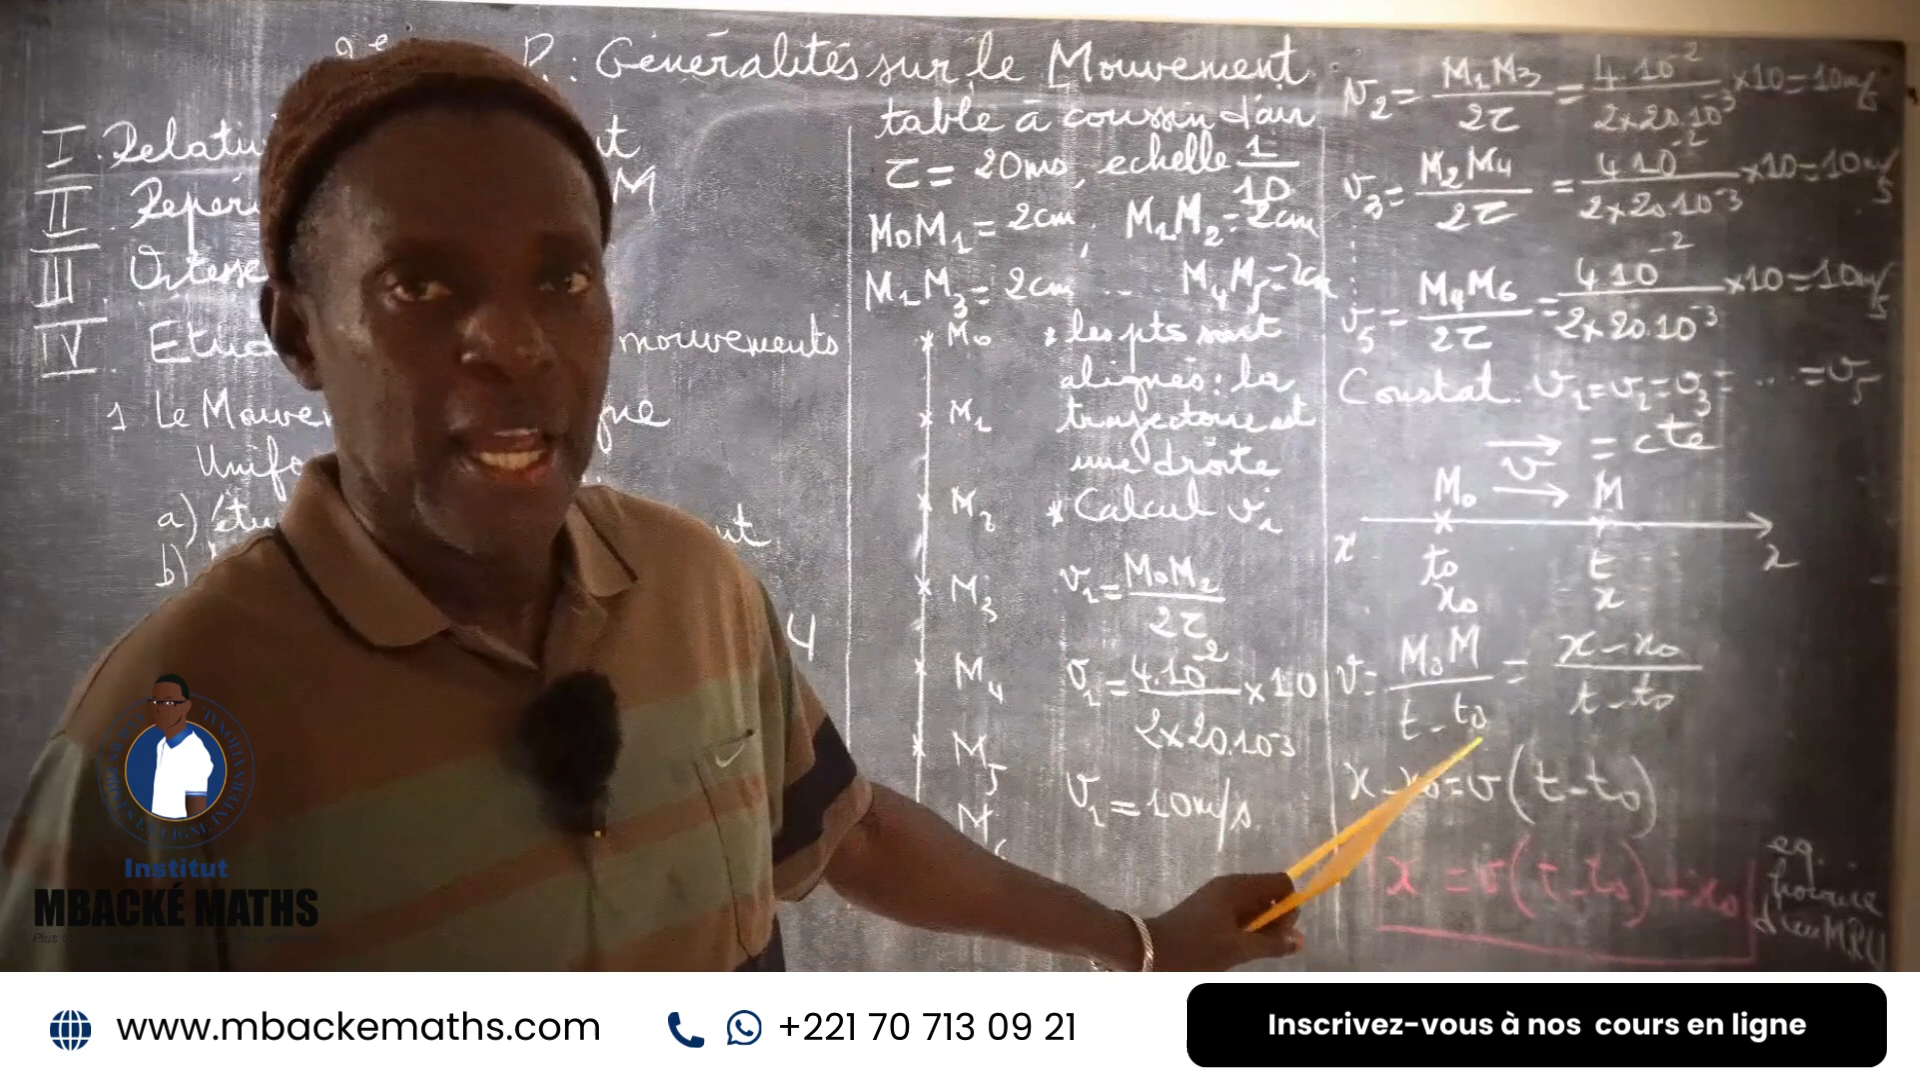 P. : Généralités sur le Mouvement
I. Relati
II. Repér M
III. Vitesse
IV. Etud mouvements
1 Le Mouve gne
Unifo
a) étu
b)
4
table à coussin d'air
τ = 20ms, echelle 1/10
M₀M₁ = 2cm, M₁M₂ = 2cm
M₂M₃ = 2cm ... M₄M₅ = 2cm
M₀
M₁
M₂
M₃
M₄
M₅
* les pts sont
alignés : la
trajectoire est
une droite
* Calcul v₁
v₁ = M₀M₂/2τ
v₁ = 4.10⁻²/2×20.10⁻³ × 10
v₁ = 10m/s.
v₂ = M₁M₃/2τ = 4.10⁻²/2×20.10⁻³ ×10 = 10m/s
v₃ = M₂M₄/2τ = 4.10⁻²/2×20.10⁻³ ×10 = 10m/s
v₅ = M₄M₆/2τ = 4.10⁻²/2×20.10⁻³ ×10 = 10m/s
Constat. v₁ = v₂ = v₃ = ... = v₅
v⃗ = cte
M₀ M
x' x
t₀ t
x₀ x
v = M₀M/t-t₀ = x-x₀/t-t₀
x - x₀ = v(t-t₀)
x = v(t-t₀)+x₀
eq.
horaire
d'un MRU
Institut
MBACKÉ MATHS
www.mbackemaths.com
+221 70 713 09 21
Inscrivez-vous à nos cours en ligne